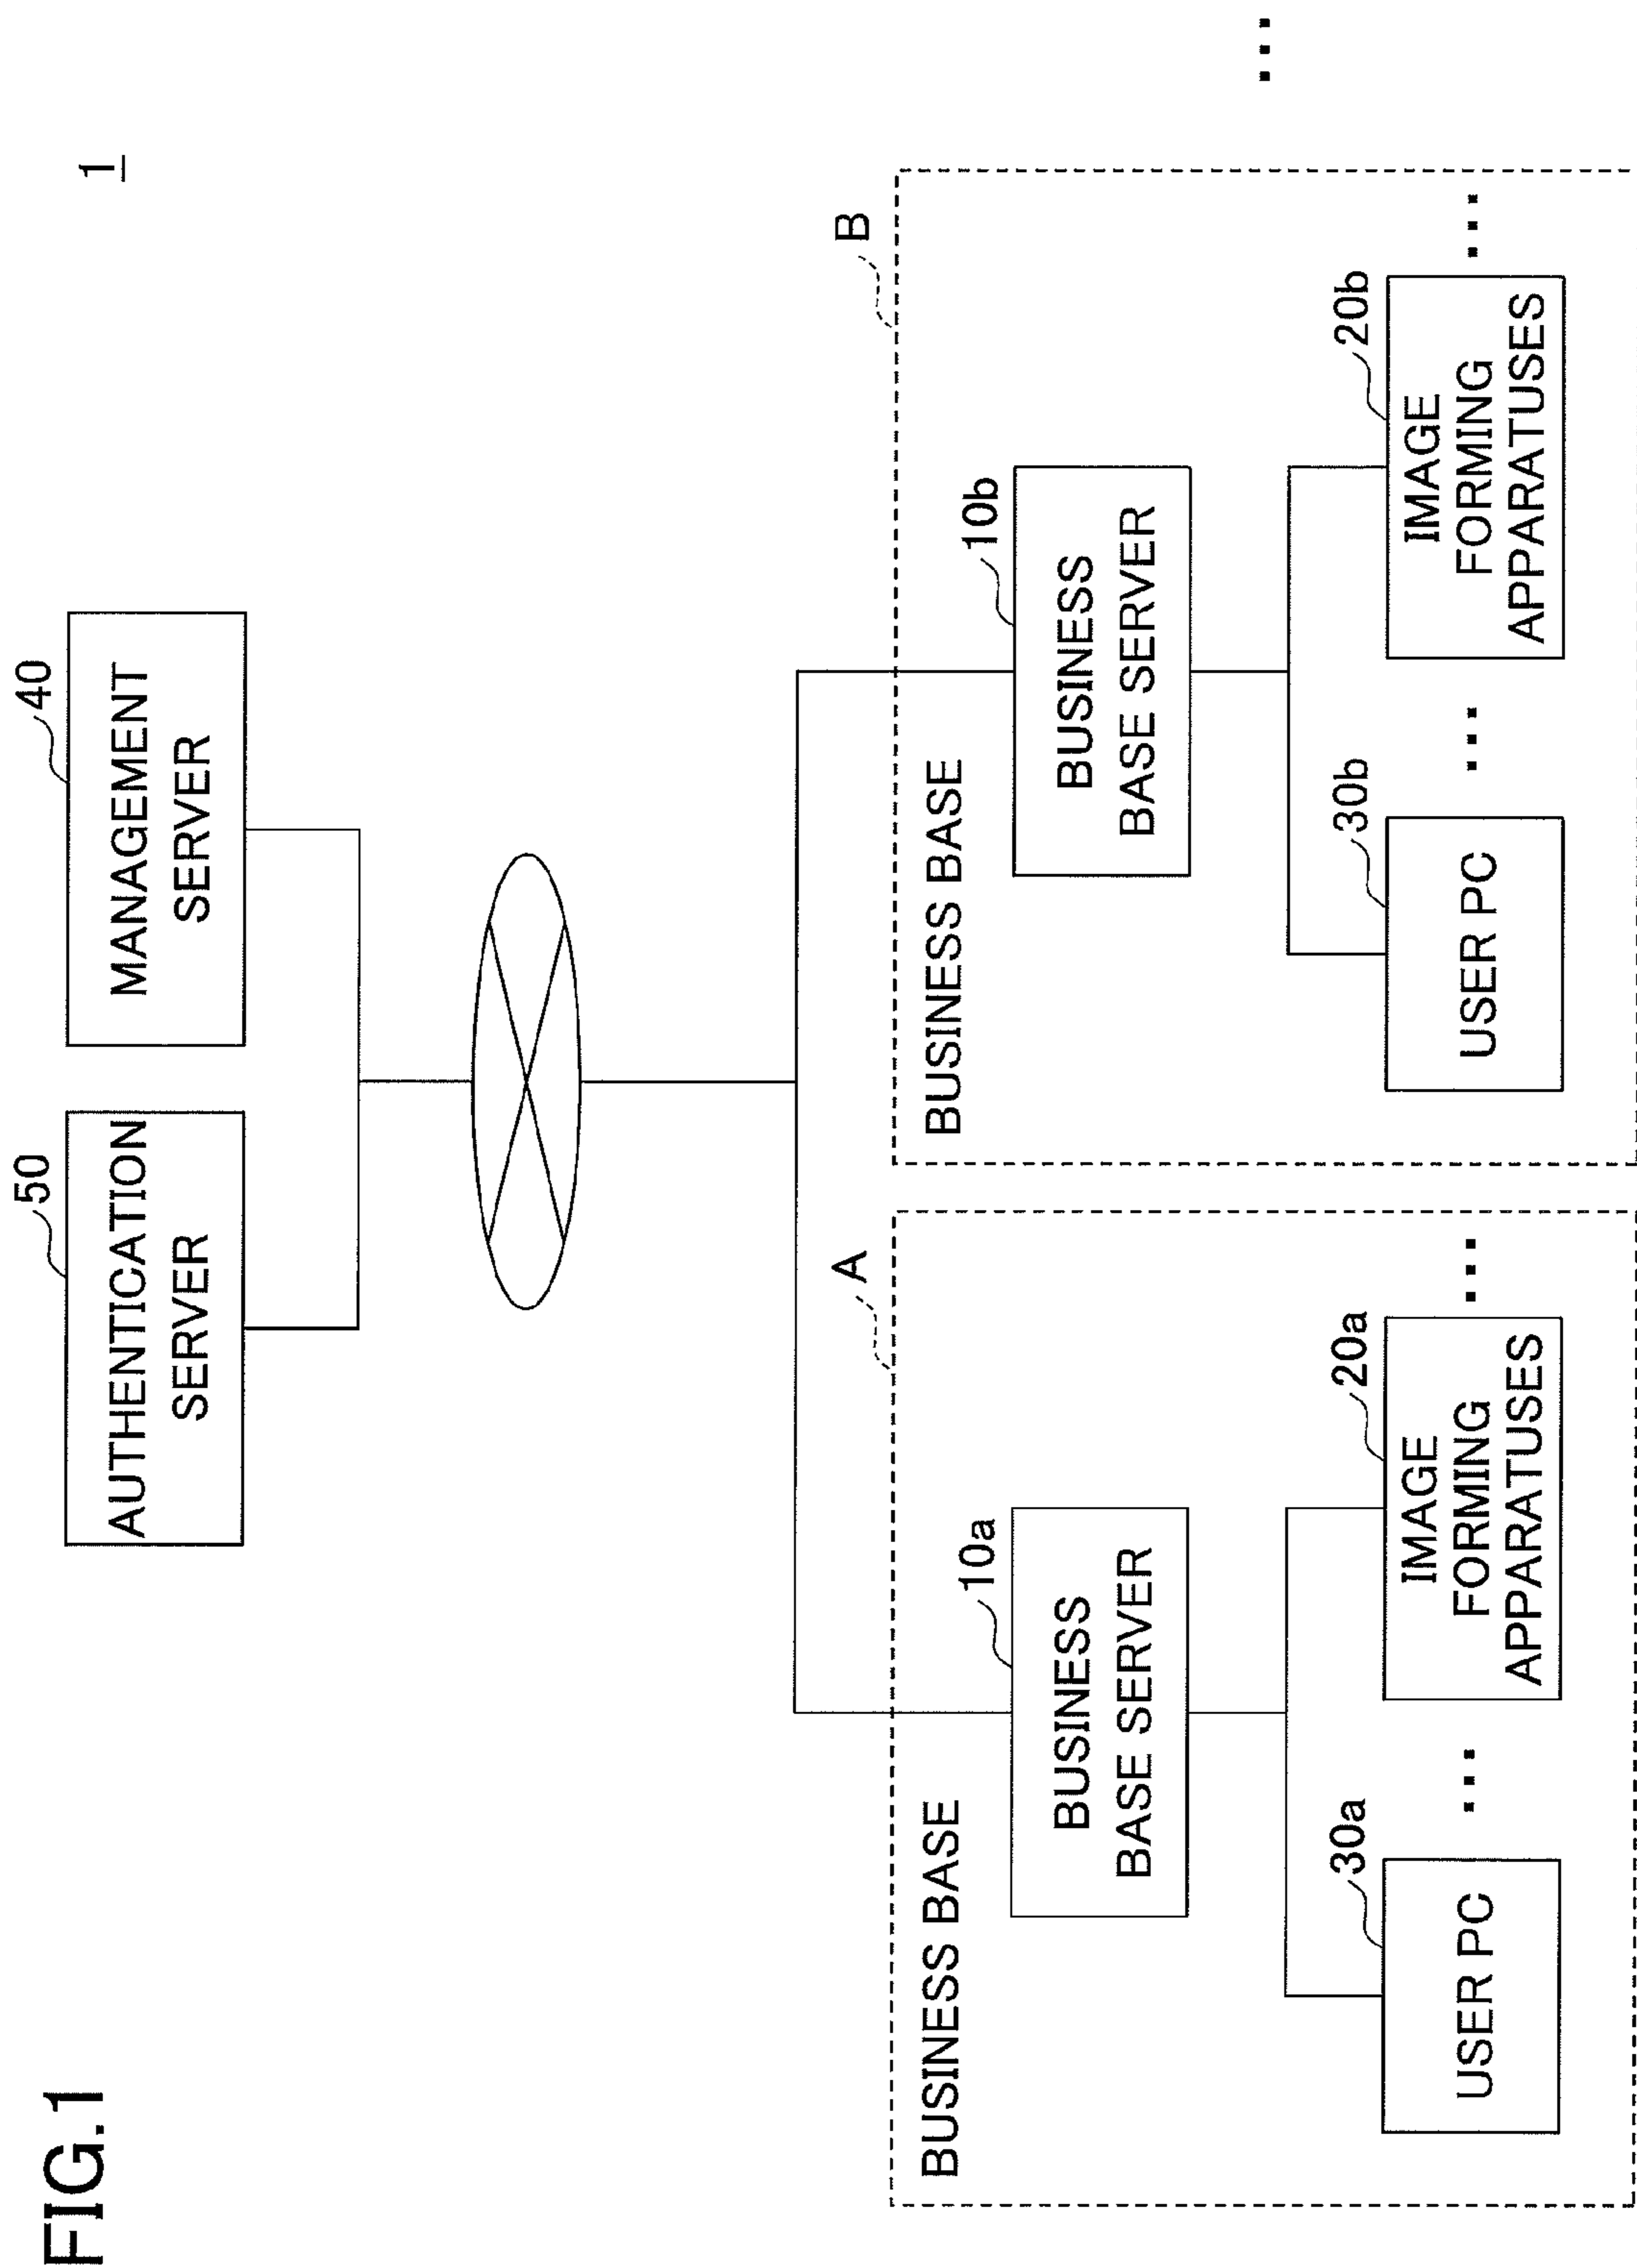 FIG.1
1
50
AUTHENTICATION
SERVER
40
MANAGEMENT
SERVER
A
BUSINESS BASE
10a
BUSINESS
BASE SERVER
30a
USER PC
...
20a
IMAGE
FORMING
APPARATUSES
...
B
BUSINESS BASE
10b
BUSINESS
BASE SERVER
30b
USER PC
...
20b
IMAGE
FORMING
APPARATUSES
...
...